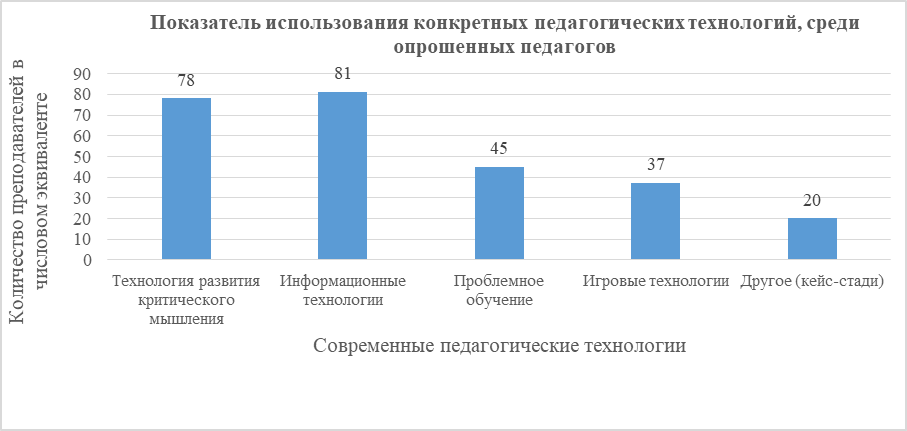 Показатель использования конкретных педагогических технологий, среди
опрошенных педагогов
Количество преподавателей в
числовом эквиваленте
90
80
70
60
50
40
30
20
10
0
78
81
45
37
20
Технология развития
критического
мышления
Информационные
технологии
Проблемное
обучение
Игровые технологии
Другое (кейс-стади)
Современные педагогические технологии